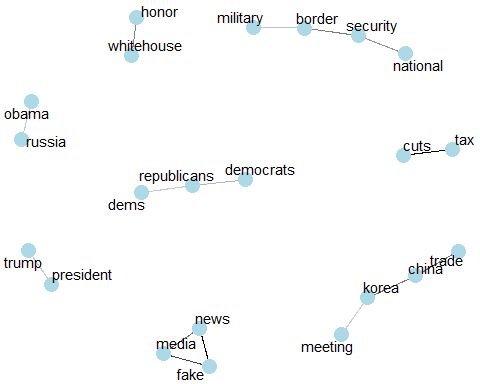 honor
military
border
security
whitehouse
national
obama
russia
cuts
tax
republicans
democrats
dems
trump
president
trade
china
korea
meeting
news
media
fake